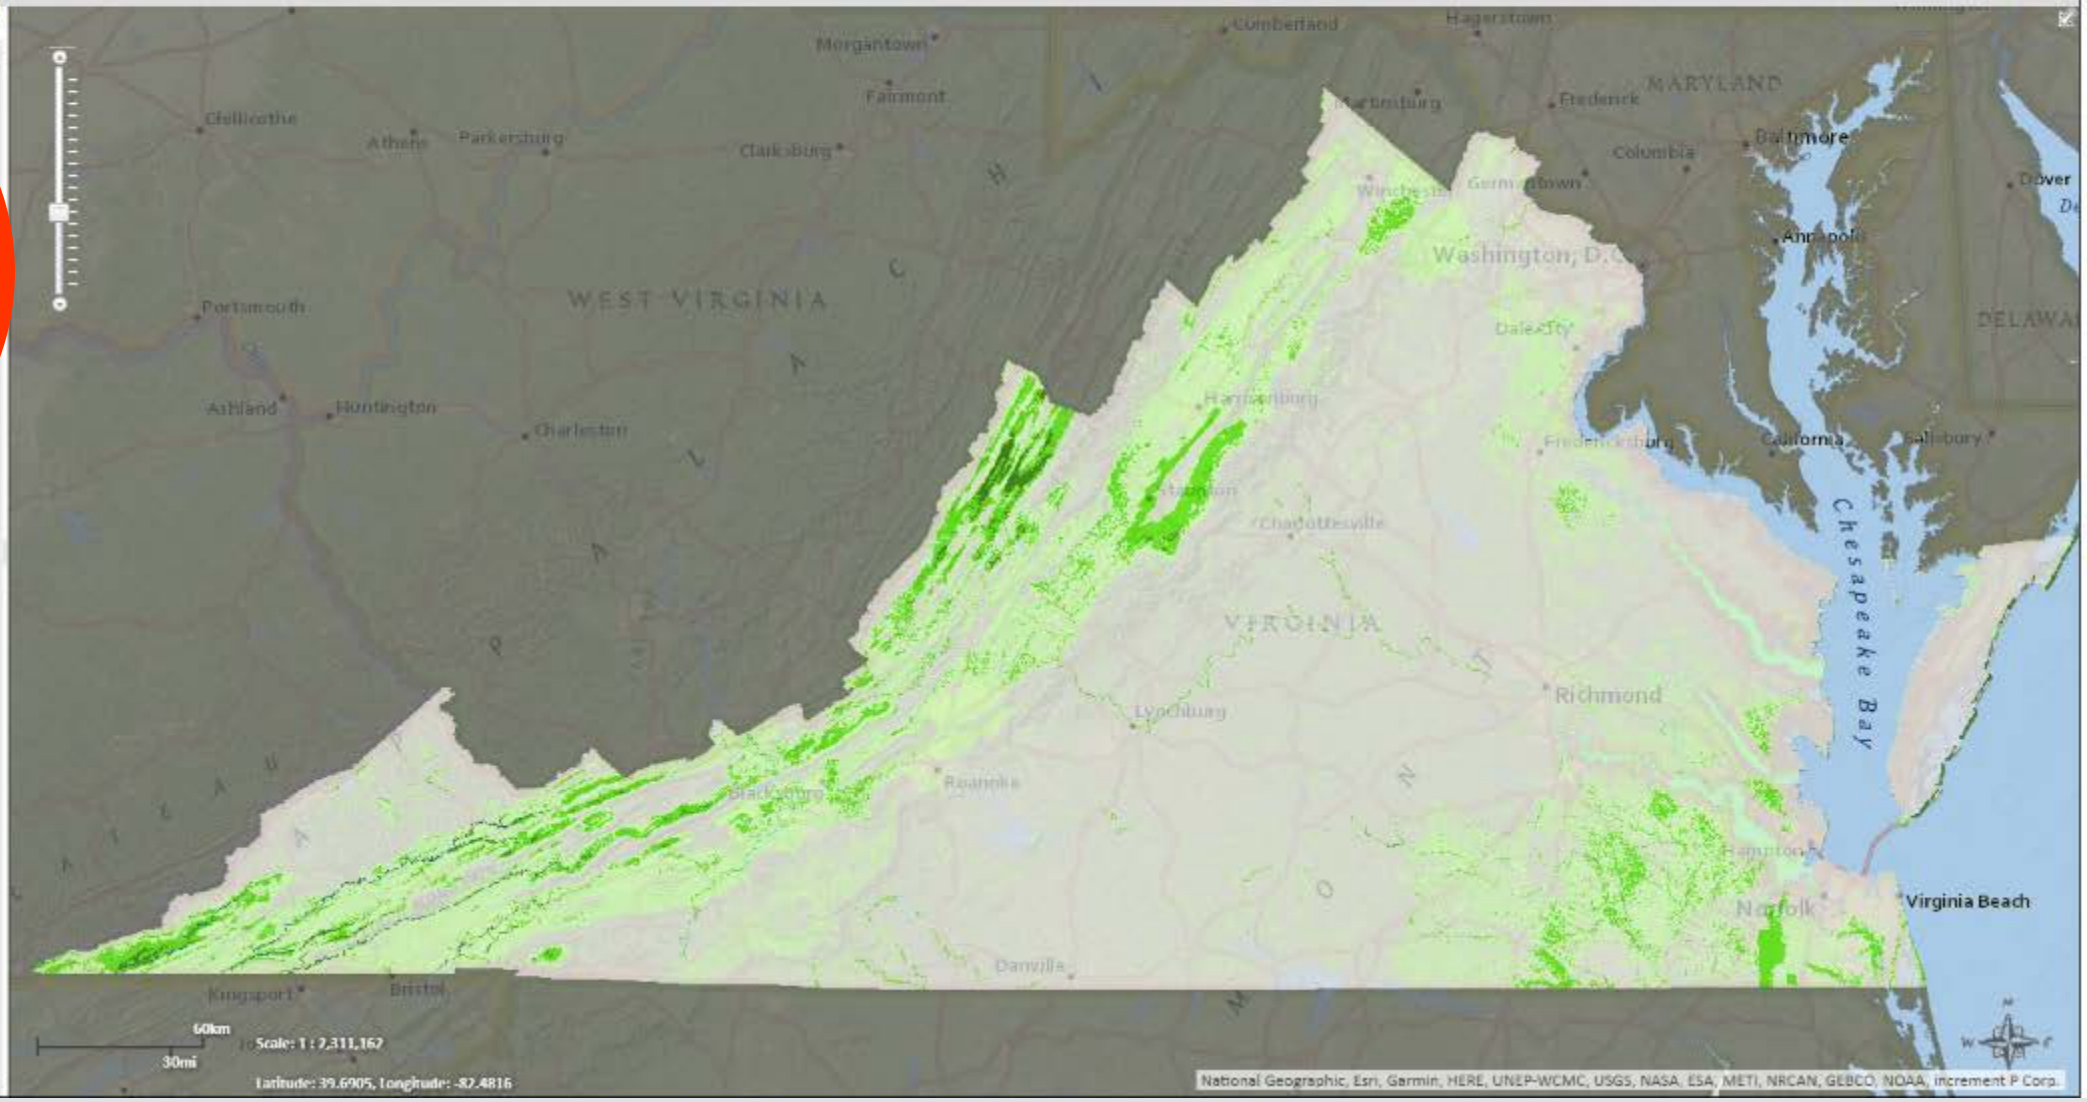 Cumberland
Hagerstown
Morgantown
Fairmont
Martinsburg
Frederick
MARYLAND
Chillicothe
Athens
Parkersburg
Clarksburg
Columbia
Baltimore
Winchester
Germantown
Dover
Annapolis
Washington, D.C.
WEST VIRGINIA
Portsmouth
Dale City
DELAWA
Ashland
Huntington
Harrisonburg
Charleston
Fredericksburg
California
Salisbury
Staunton
Charlottesville
Chesapeake Bay
VIRGINIA
Richmond
Lynchburg
Roanoke
Blacksburg
Hampton
Norfolk
Virginia Beach
Danville
Kingsport
Bristol
60km
30mi
Scale: 1 : 2,311,162
Latitude: 39.6905, Longitude: -82.4816
N
W
E
National Geographic, Esri, Garmin, HERE, UNEP-WCMC, USGS, NASA, ESA, METI, NRCAN, GEBCO, NOAA, increment P Corp.